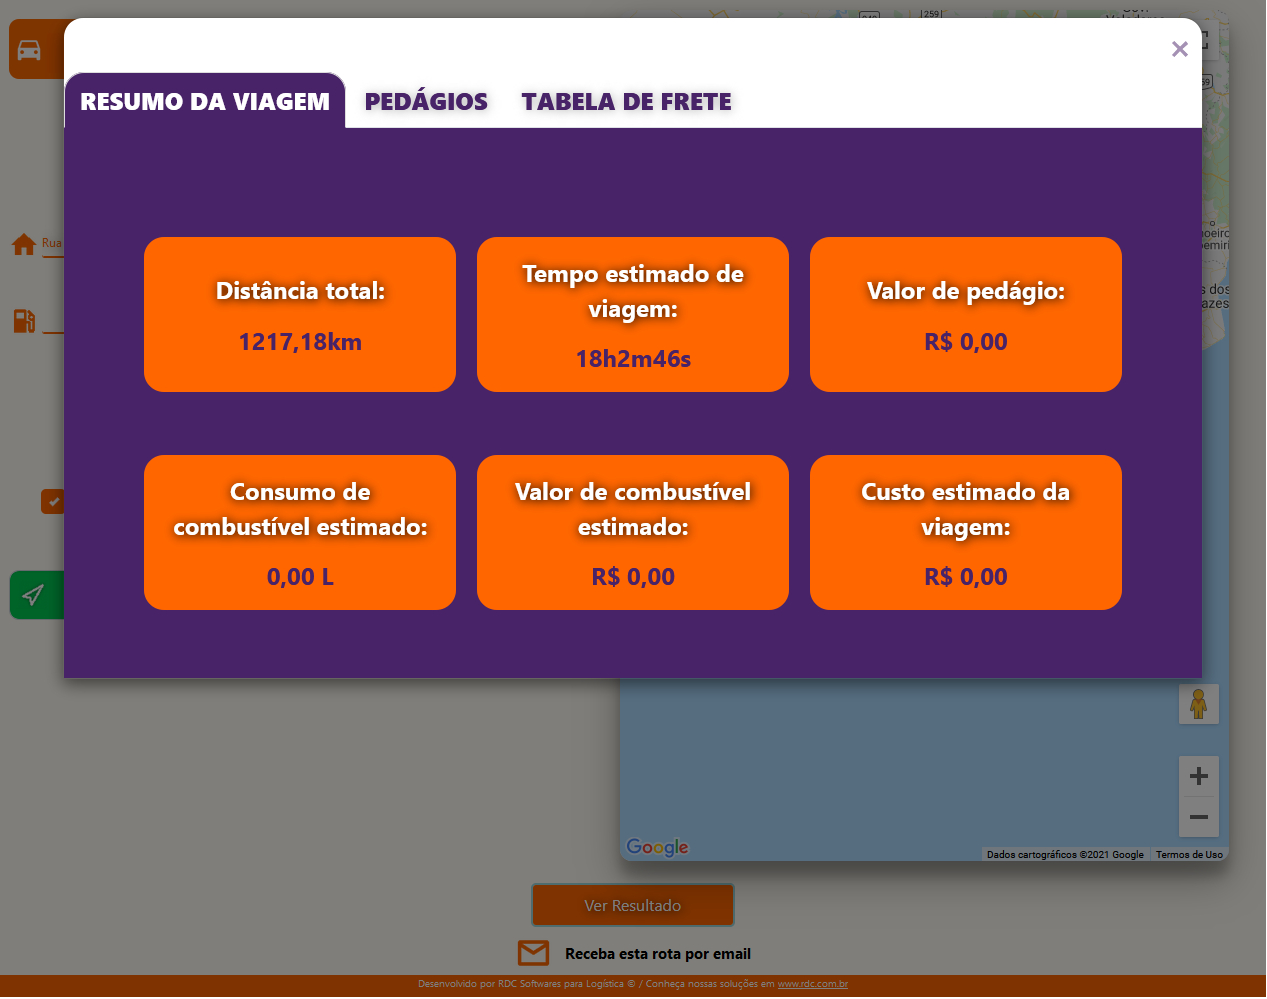 259
RESUMO DA VIAGEM
PEDÁGIOS
TABELA DE FRETE
Distância total:
1217,18km
Tempo estimado de
viagem:
18h2m46s
Valor de pedágio:
R$ 0,00
Rua
Consumo de
combustível estimado:
0,00 L
Valor de combustível
estimado:
R$ 0,00
Custo estimado da
viagem:
R$ 0,00
Google
Dados cartográficos ©2021 Google
Termos de Uso
Ver Resultado
Receba esta rota por email
Desenvolvido por RDC Softwares para Logística © / Conheça nossas soluções em www.rdc.com.br